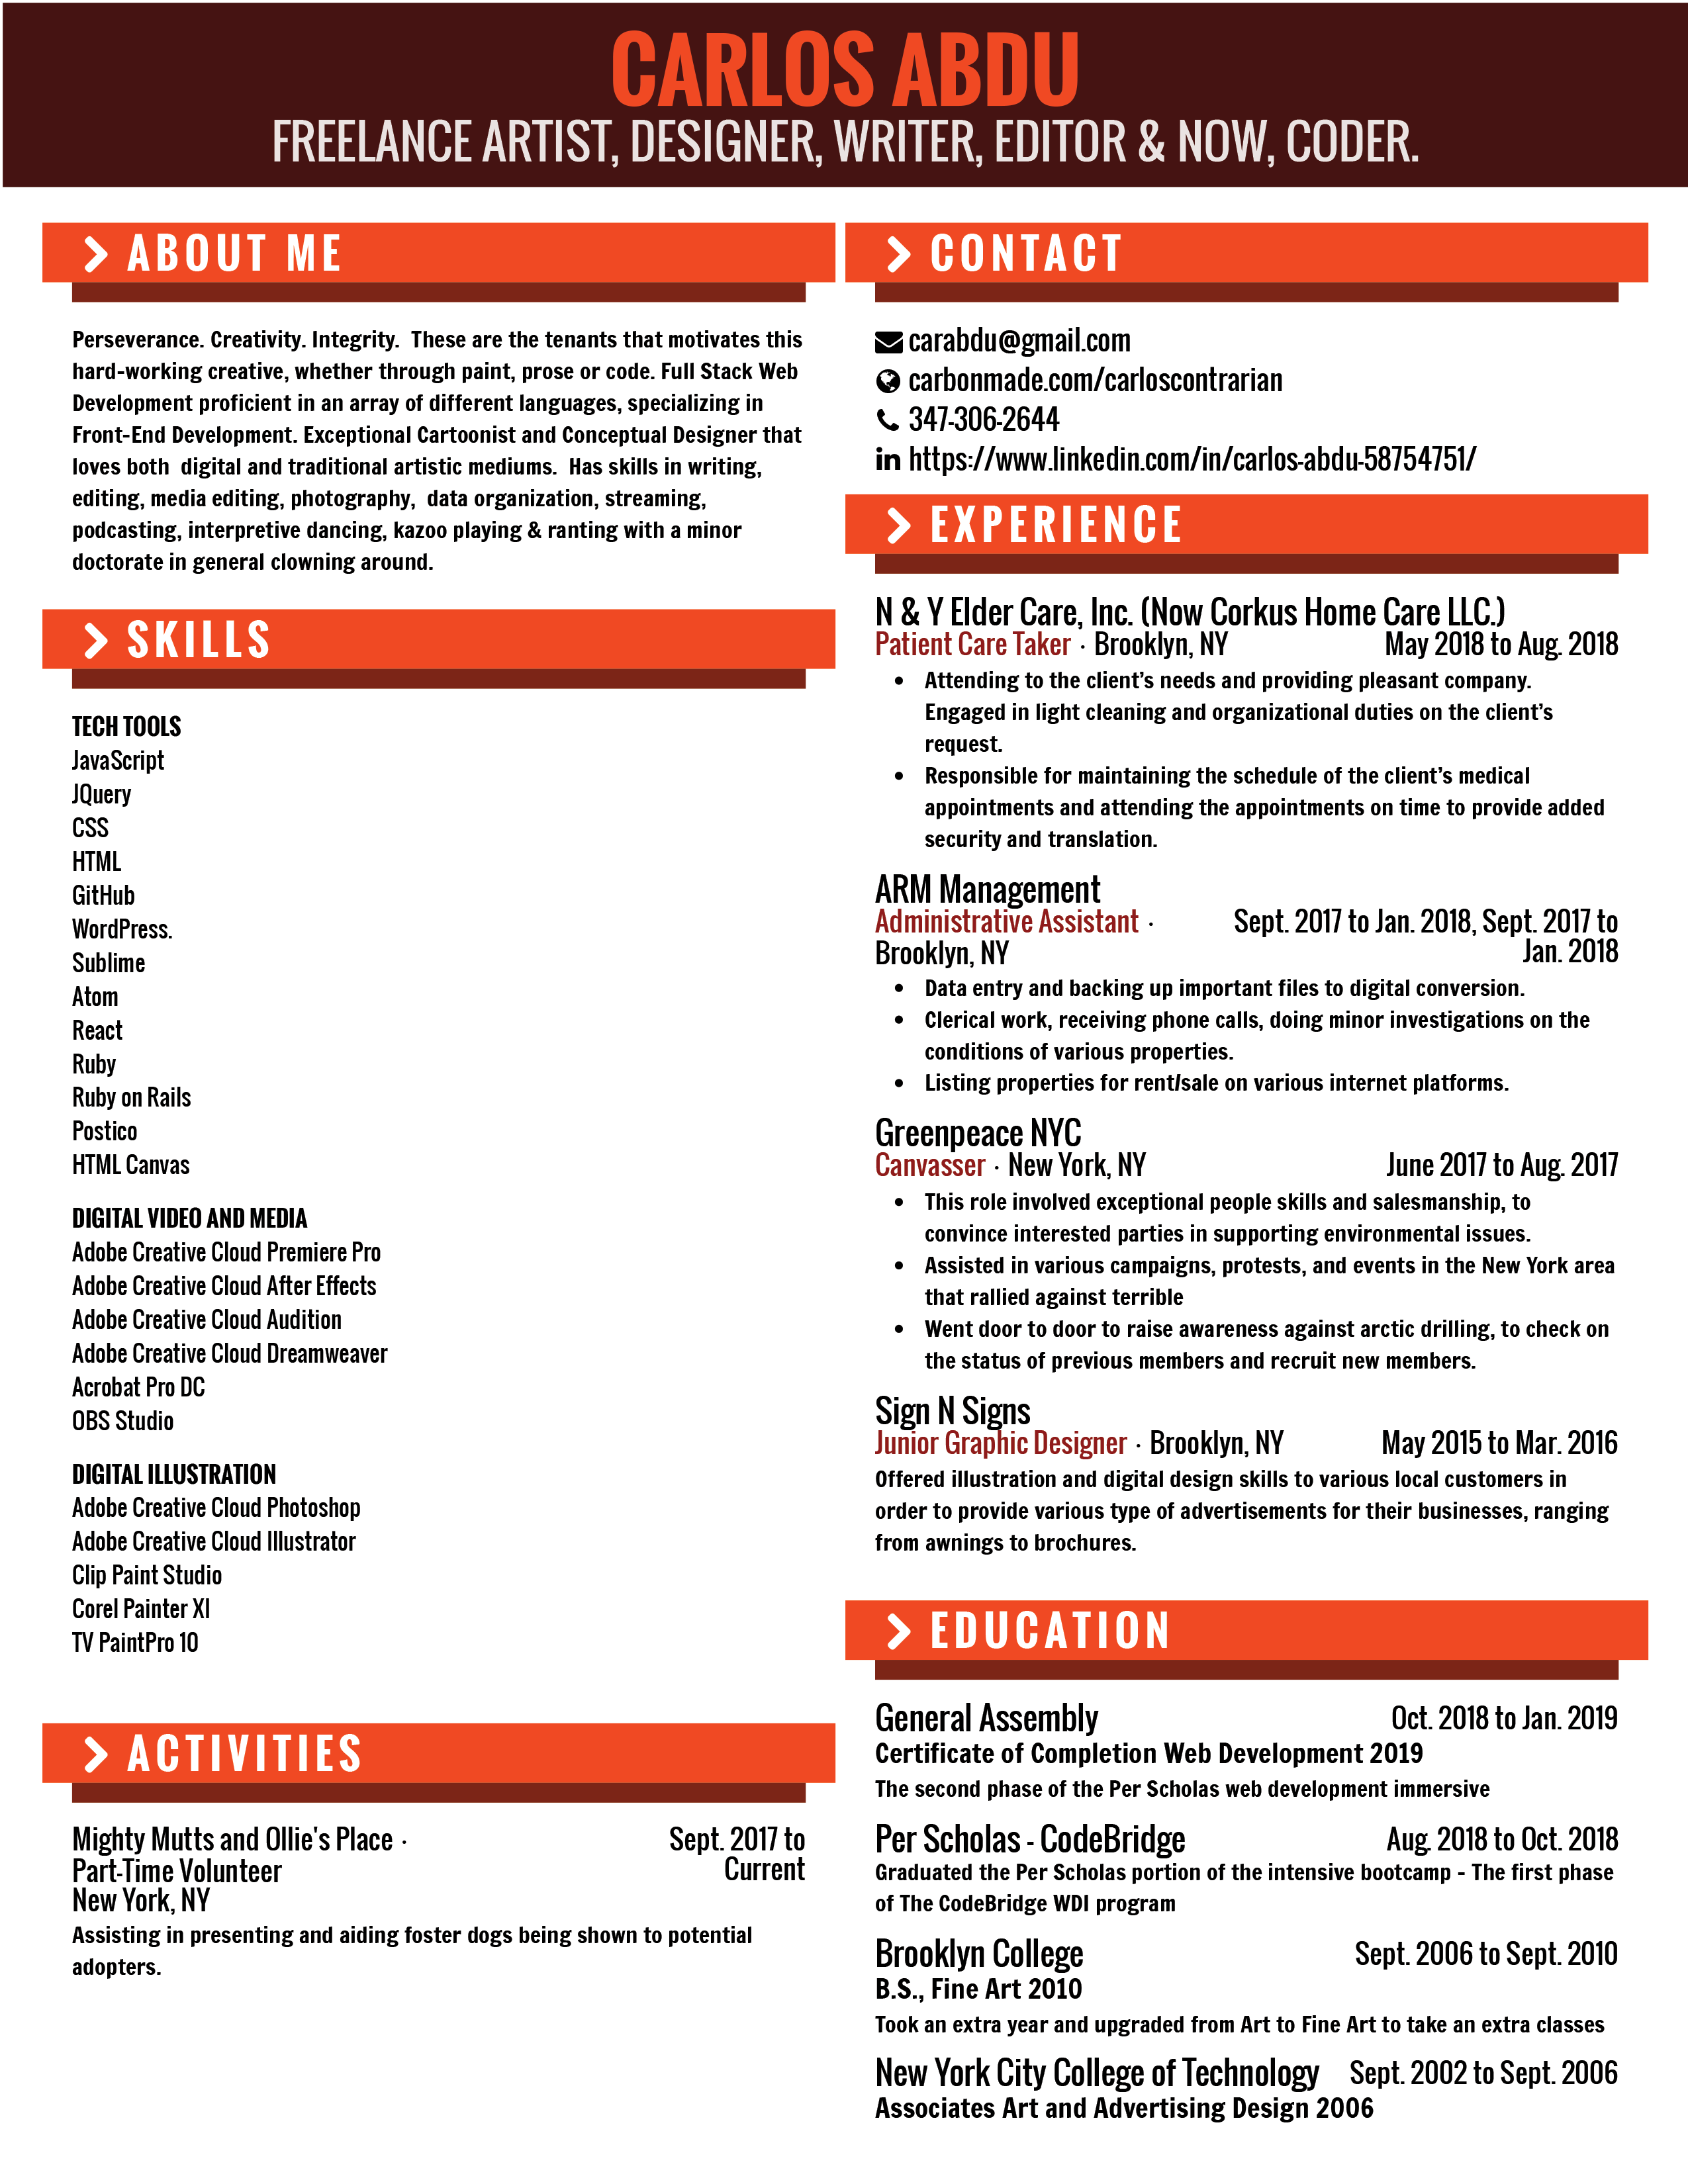 CARLOS ABDU
FREELANCE ARTIST, DESIGNER, WRITER, EDITOR & NOW, CODER.
ABOUT ME
Perseverance. Creativity. Integrity.  These are the tenants that motivates this
hard-working creative, whether through paint, prose or code. Full Stack Web
Development proficient in an array of different languages, specializing in
Front-End Development. Exceptional Cartoonist and Conceptual Designer that
loves both  digital and traditional artistic mediums.  Has skills in writing,
editing, media editing, photography,  data organization, streaming,
podcasting, interpretive dancing, kazoo playing & ranting with a minor
doctorate in general clowning around.
SKILLS
TECH TOOLS
JavaScript
JQuery
CSS
HTML
GitHub
WordPress.
Sublime
Atom
React
Ruby
Ruby on Rails
Postico
HTML Canvas
DIGITAL VIDEO AND MEDIA
Adobe Creative Cloud Premiere Pro
Adobe Creative Cloud After Effects
Adobe Creative Cloud Audition
Adobe Creative Cloud Dreamweaver
Acrobat Pro DC
OBS Studio
DIGITAL ILLUSTRATION
Adobe Creative Cloud Photoshop
Adobe Creative Cloud Illustrator
Clip Paint Studio
Corel Painter XI
TV PaintPro 10
ACTIVITIES
Mighty Mutts and Ollie's Place · Sept. 2017 to
Part-Time Volunteer Current
New York, NY
Assisting in presenting and aiding foster dogs being shown to potential
adopters.
CONTACT
carabdu@gmail.com
carbonmade.com/carloscontrarian
347-306-2644
https://www.linkedin.com/in/carlos-abdu-58754751/
EXPERIENCE
N & Y Elder Care, Inc. (Now Corkus Home Care LLC.)
Patient Care Taker · Brooklyn, NY May 2018 to Aug. 2018
• Attending to the client's needs and providing pleasant company.
Engaged in light cleaning and organizational duties on the client's
request.
• Responsible for maintaining the schedule of the client's medical
appointments and attending the appointments on time to provide added
security and translation.
ARM Management
Administrative Assistant · Sept. 2017 to Jan. 2018, Sept. 2017 to
Brooklyn, NY Jan. 2018
• Data entry and backing up important files to digital conversion.
• Clerical work, receiving phone calls, doing minor investigations on the
conditions of various properties.
• Listing properties for rent/sale on various internet platforms.
Greenpeace NYC
Canvasser · New York, NY June 2017 to Aug. 2017
• This role involved exceptional people skills and salesmanship, to
convince interested parties in supporting environmental issues.
• Assisted in various campaigns, protests, and events in the New York area
that rallied against terrible
• Went door to door to raise awareness against arctic drilling, to check on
the status of previous members and recruit new members.
Sign N Signs
Junior Graphic Designer · Brooklyn, NY May 2015 to Mar. 2016
Offered illustration and digital design skills to various local customers in
order to provide various type of advertisements for their businesses, ranging
from awnings to brochures.
EDUCATION
General Assembly Oct. 2018 to Jan. 2019
Certificate of Completion Web Development 2019
The second phase of the Per Scholas web development immersive
Per Scholas - CodeBridge Aug. 2018 to Oct. 2018
Graduated the Per Scholas portion of the intensive bootcamp - The first phase
of The CodeBridge WDI program
Brooklyn College Sept. 2006 to Sept. 2010
B.S., Fine Art 2010
Took an extra year and upgraded from Art to Fine Art to take an extra classes
New York City College of Technology Sept. 2002 to Sept. 2006
Associates Art and Advertising Design 2006